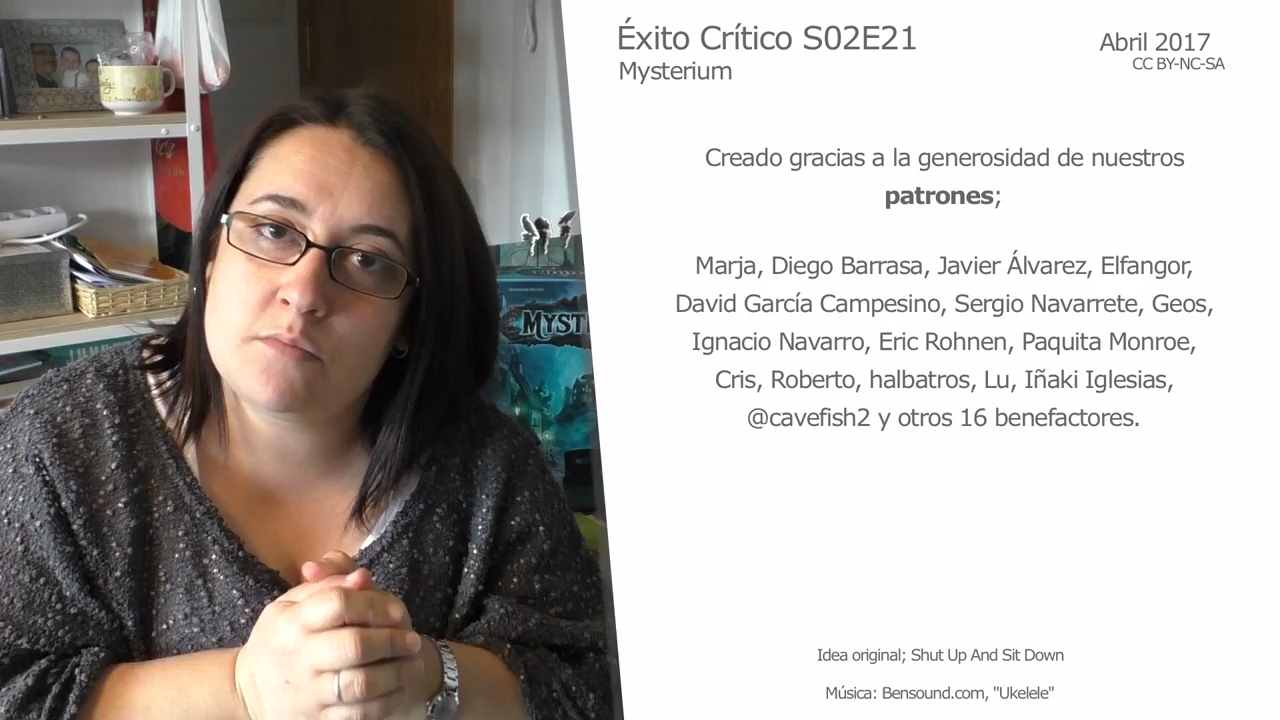 Éxito Crítico S02E21
Mysterium
Abril 2017
CC BY-NC-SA
Creado gracias a la generosidad de nuestros
patrones;
Marja, Diego Barrasa, Javier Álvarez, Elfangor,
David García Campesino, Sergio Navarrete, Geos,
Ignacio Navarro, Eric Rohnen, Paquita Monroe,
Cris, Roberto, halbatros, Lu, Iñaki Iglesias,
@cavefish2 y otros 16 benefactores.
Idea original; Shut Up And Sit Down
Música: Bensound.com, "Ukelele"
MYST